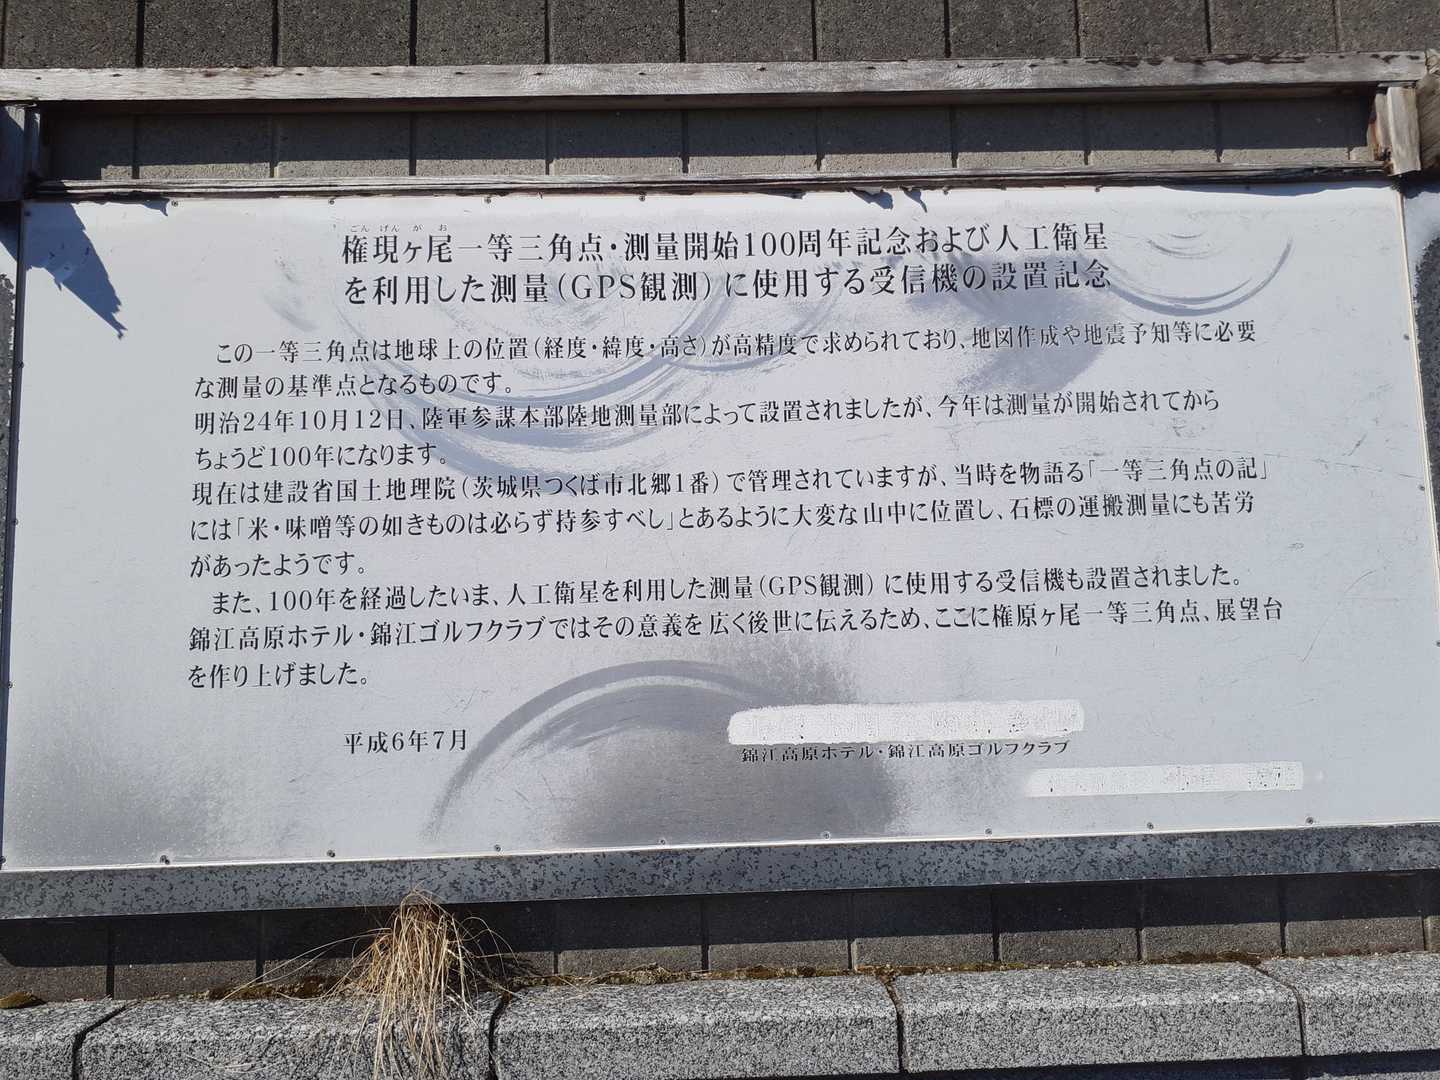 ごんげんがお
権現ヶ尾一等三角点・測量開始100周年記念および人工衛星
を利用した測量(GPS観測)に使用する受信機の設置記念
この一等三角点は地球上の位置(経度・緯度・高さ)が高精度で求められており、地図作成や地震予知等に必要
な測量の基準点となるものです。
明治24年10月12日、陸軍参謀本部陸地測量部によって設置されましたが、今年は測量が開始されてから
ちょうど100年になります。
現在は建設省国土地理院(茨城県つくば市北郷1番)で管理されていますが、当時を物語る「一等三角点の記」
には「米・味噌等の如きものは必らず持参すべし」とあるように大変な山中に位置し、石標の運搬測量にも苦労
があったようです。
また、100年を経過したいま、人工衛星を利用した測量(GPS観測)に使用する受信機も設置されました。
錦江高原ホテル・錦江ゴルフクラブではその意義を広く後世に伝えるため、ここに権原ヶ尾一等三角点、展望台
を作り上げました。
平成6年7月
錦江高原ホテル・錦江高原ゴルフクラブ